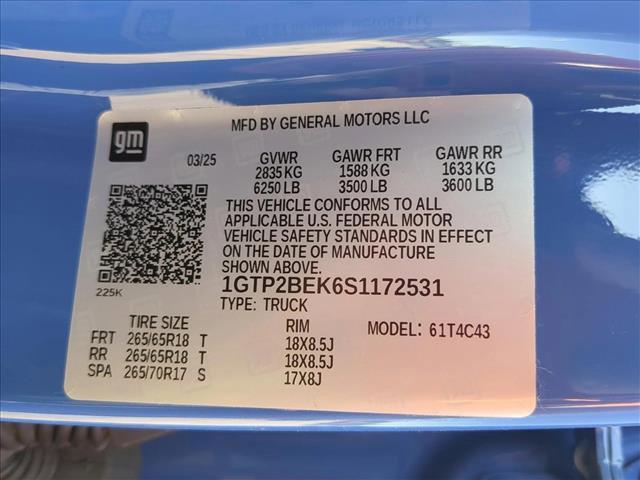 gm
MFD BY GENERAL MOTORS LLC
03/25 GVWR GAWR FRT GAWR RR
2835 KG 1588 KG 1633 KG
6250 LB 3500 LB 3600 LB
THIS VEHICLE CONFORMS TO ALL
APPLICABLE U.S. FEDERAL MOTOR
VEHICLE SAFETY STANDARDS IN EFFECT
ON THE DATE OF MANUFACTURE
SHOWN ABOVE.
225K
1GTP2BEK6S1172531
TYPE: TRUCK
TIRE SIZE RIM MODEL: 61T4C43
FRT 265/65R18 T 18X8.5J
RR 265/65R18 T 18X8.5J
SPA 265/70R17 S 17X8J